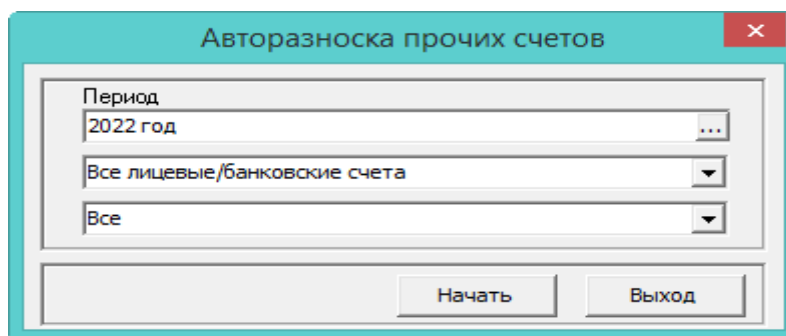 Авторазноска прочих счетов
Период
2022 год
...
Все лицевые/банковские счета
Все
Начать
Выход